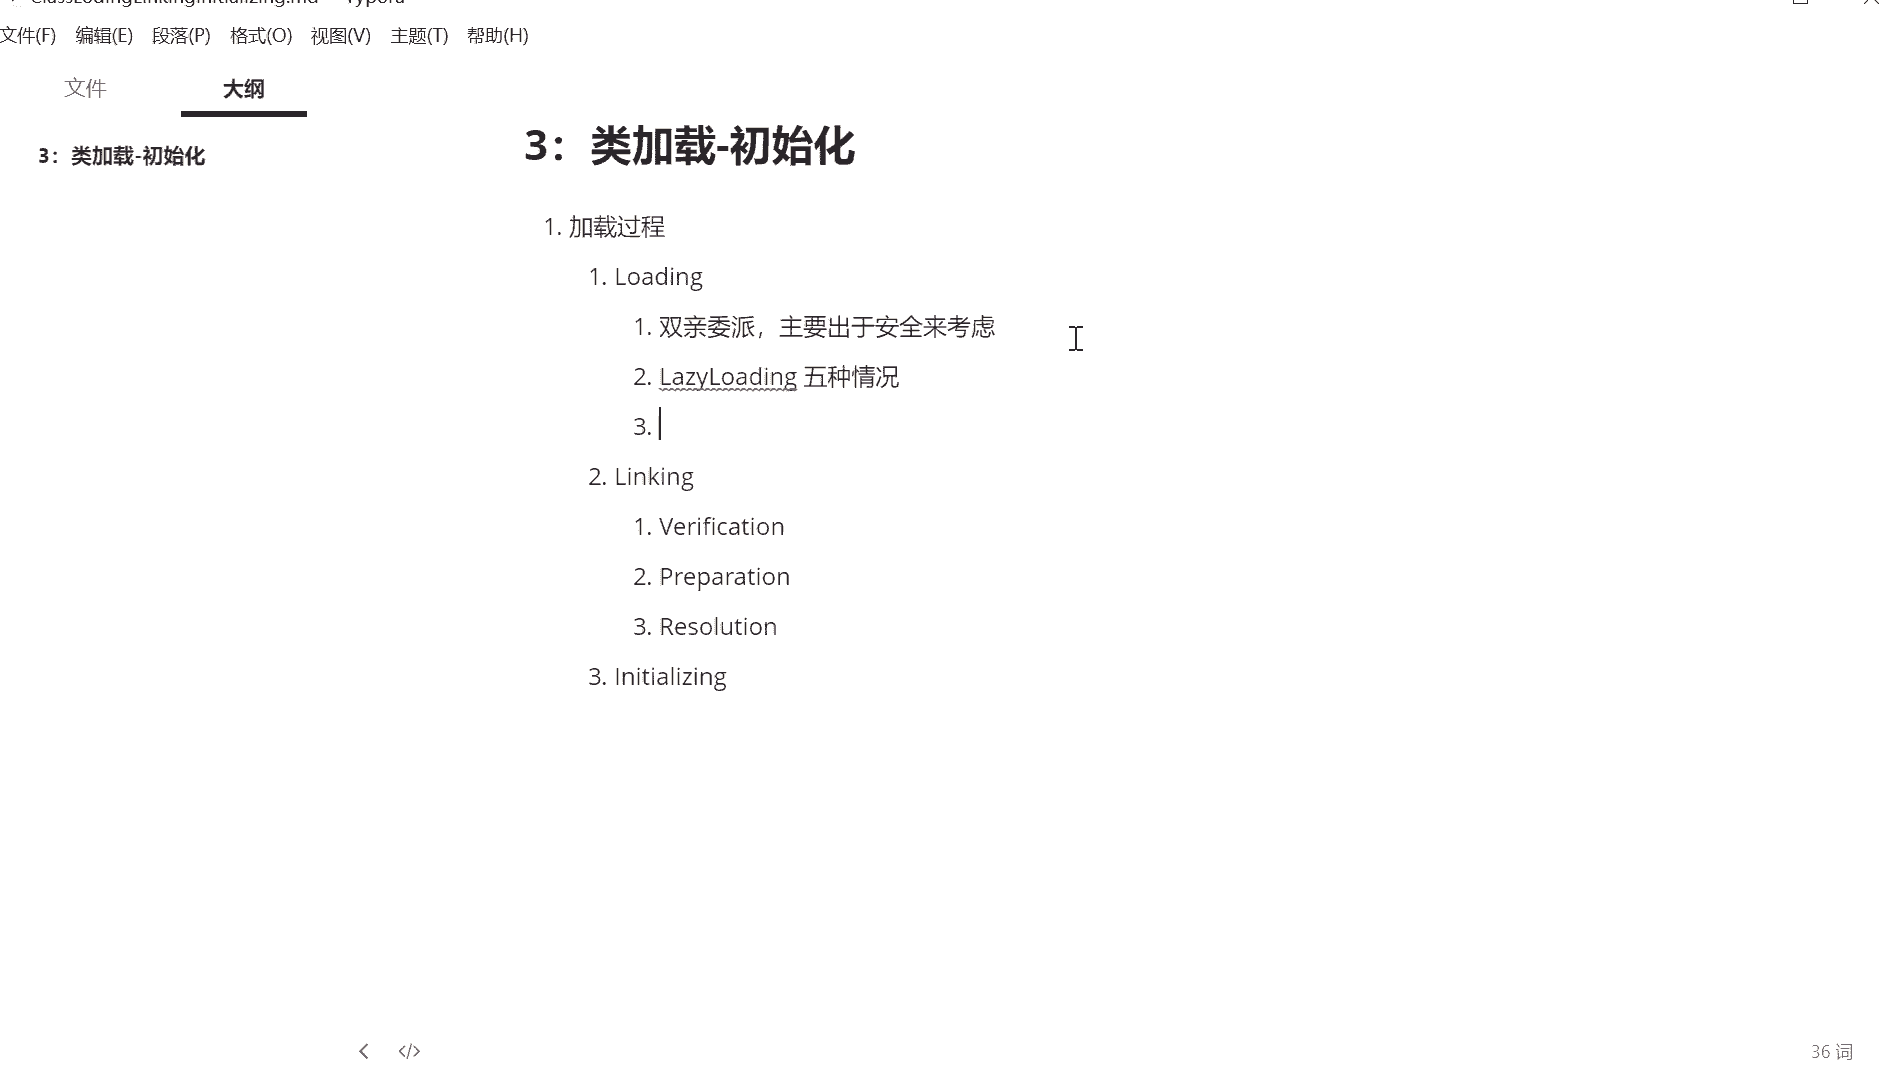 文件(F) 编辑(E) 段落(P) 格式(O) 视图(V) 主题(T) 帮助(H)
文件 大纲
3：类加载-初始化
3：类加载-初始化
1. 加载过程
1. Loading
1. 双亲委派，主要出于安全来考虑
2. LazyLoading 五种情况
3.
2. Linking
1. Verification
2. Preparation
3. Resolution
3. Initializing
</> 36 词